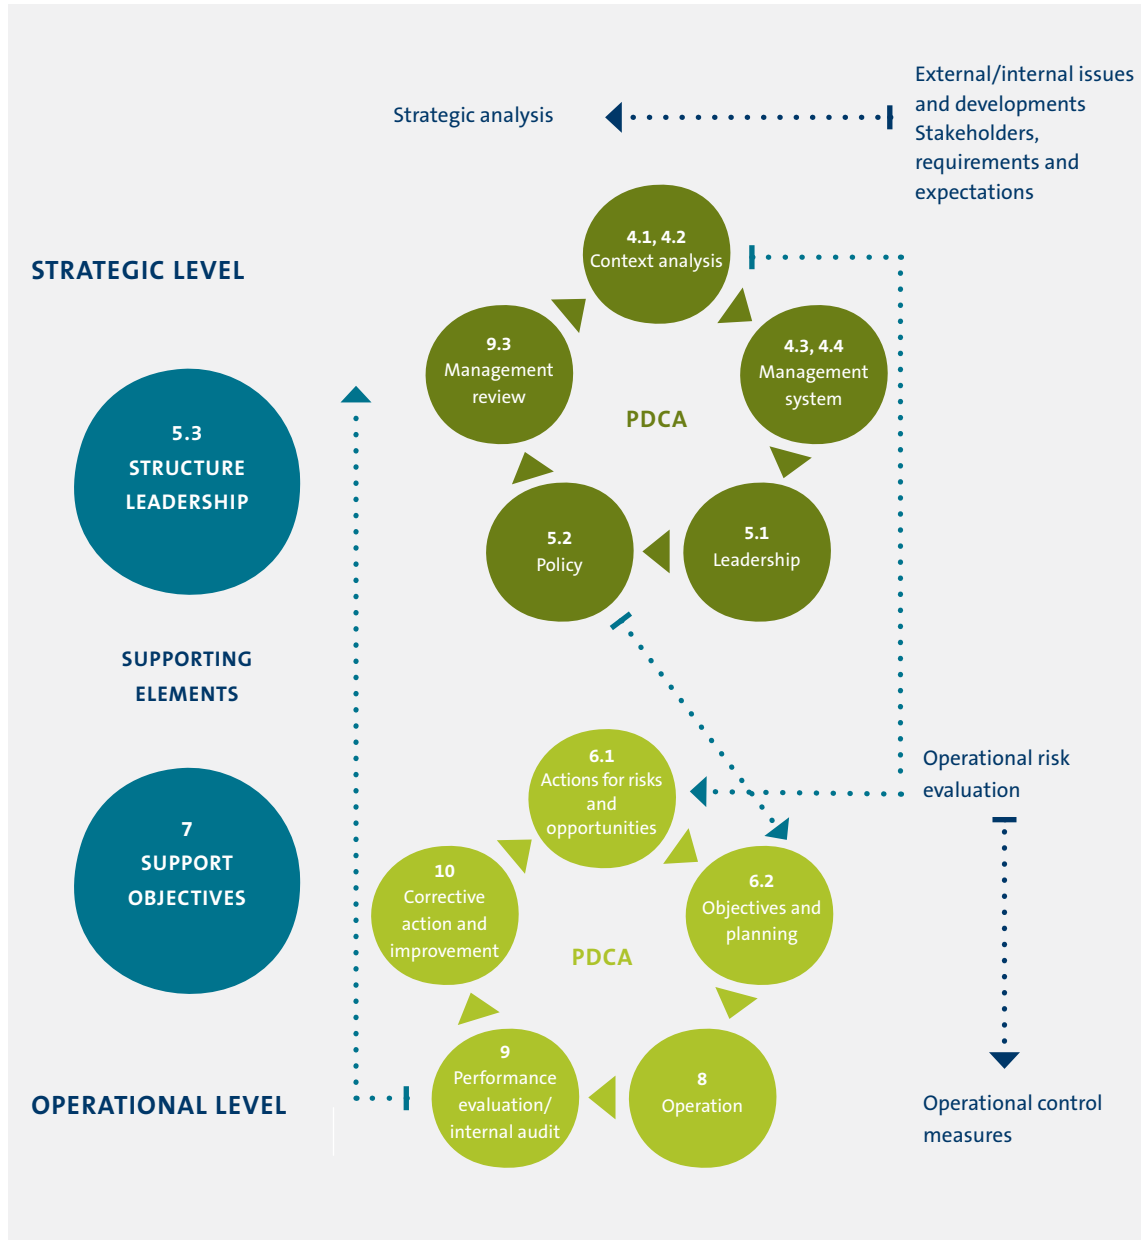 Strategic analysis
External/internal issues
and developments
Stakeholders,
requirements and
expectations
STRATEGIC LEVEL
4.1, 4.2
Context analysis
9.3
Management
review
4.3, 4.4
Management
system
PDCA
5.3
STRUCTURE
LEADERSHIP
5.2
Policy
5.1
Leadership
SUPPORTING
ELEMENTS
6.1
Actions for risks
and
opportunities
Operational risk
evaluation
7
SUPPORT
OBJECTIVES
10
Corrective
action and
improvement
6.2
Objectives and
planning
PDCA
9
Performance
evaluation/
internal audit
8
Operation
OPERATIONAL LEVEL
Operational control
measures